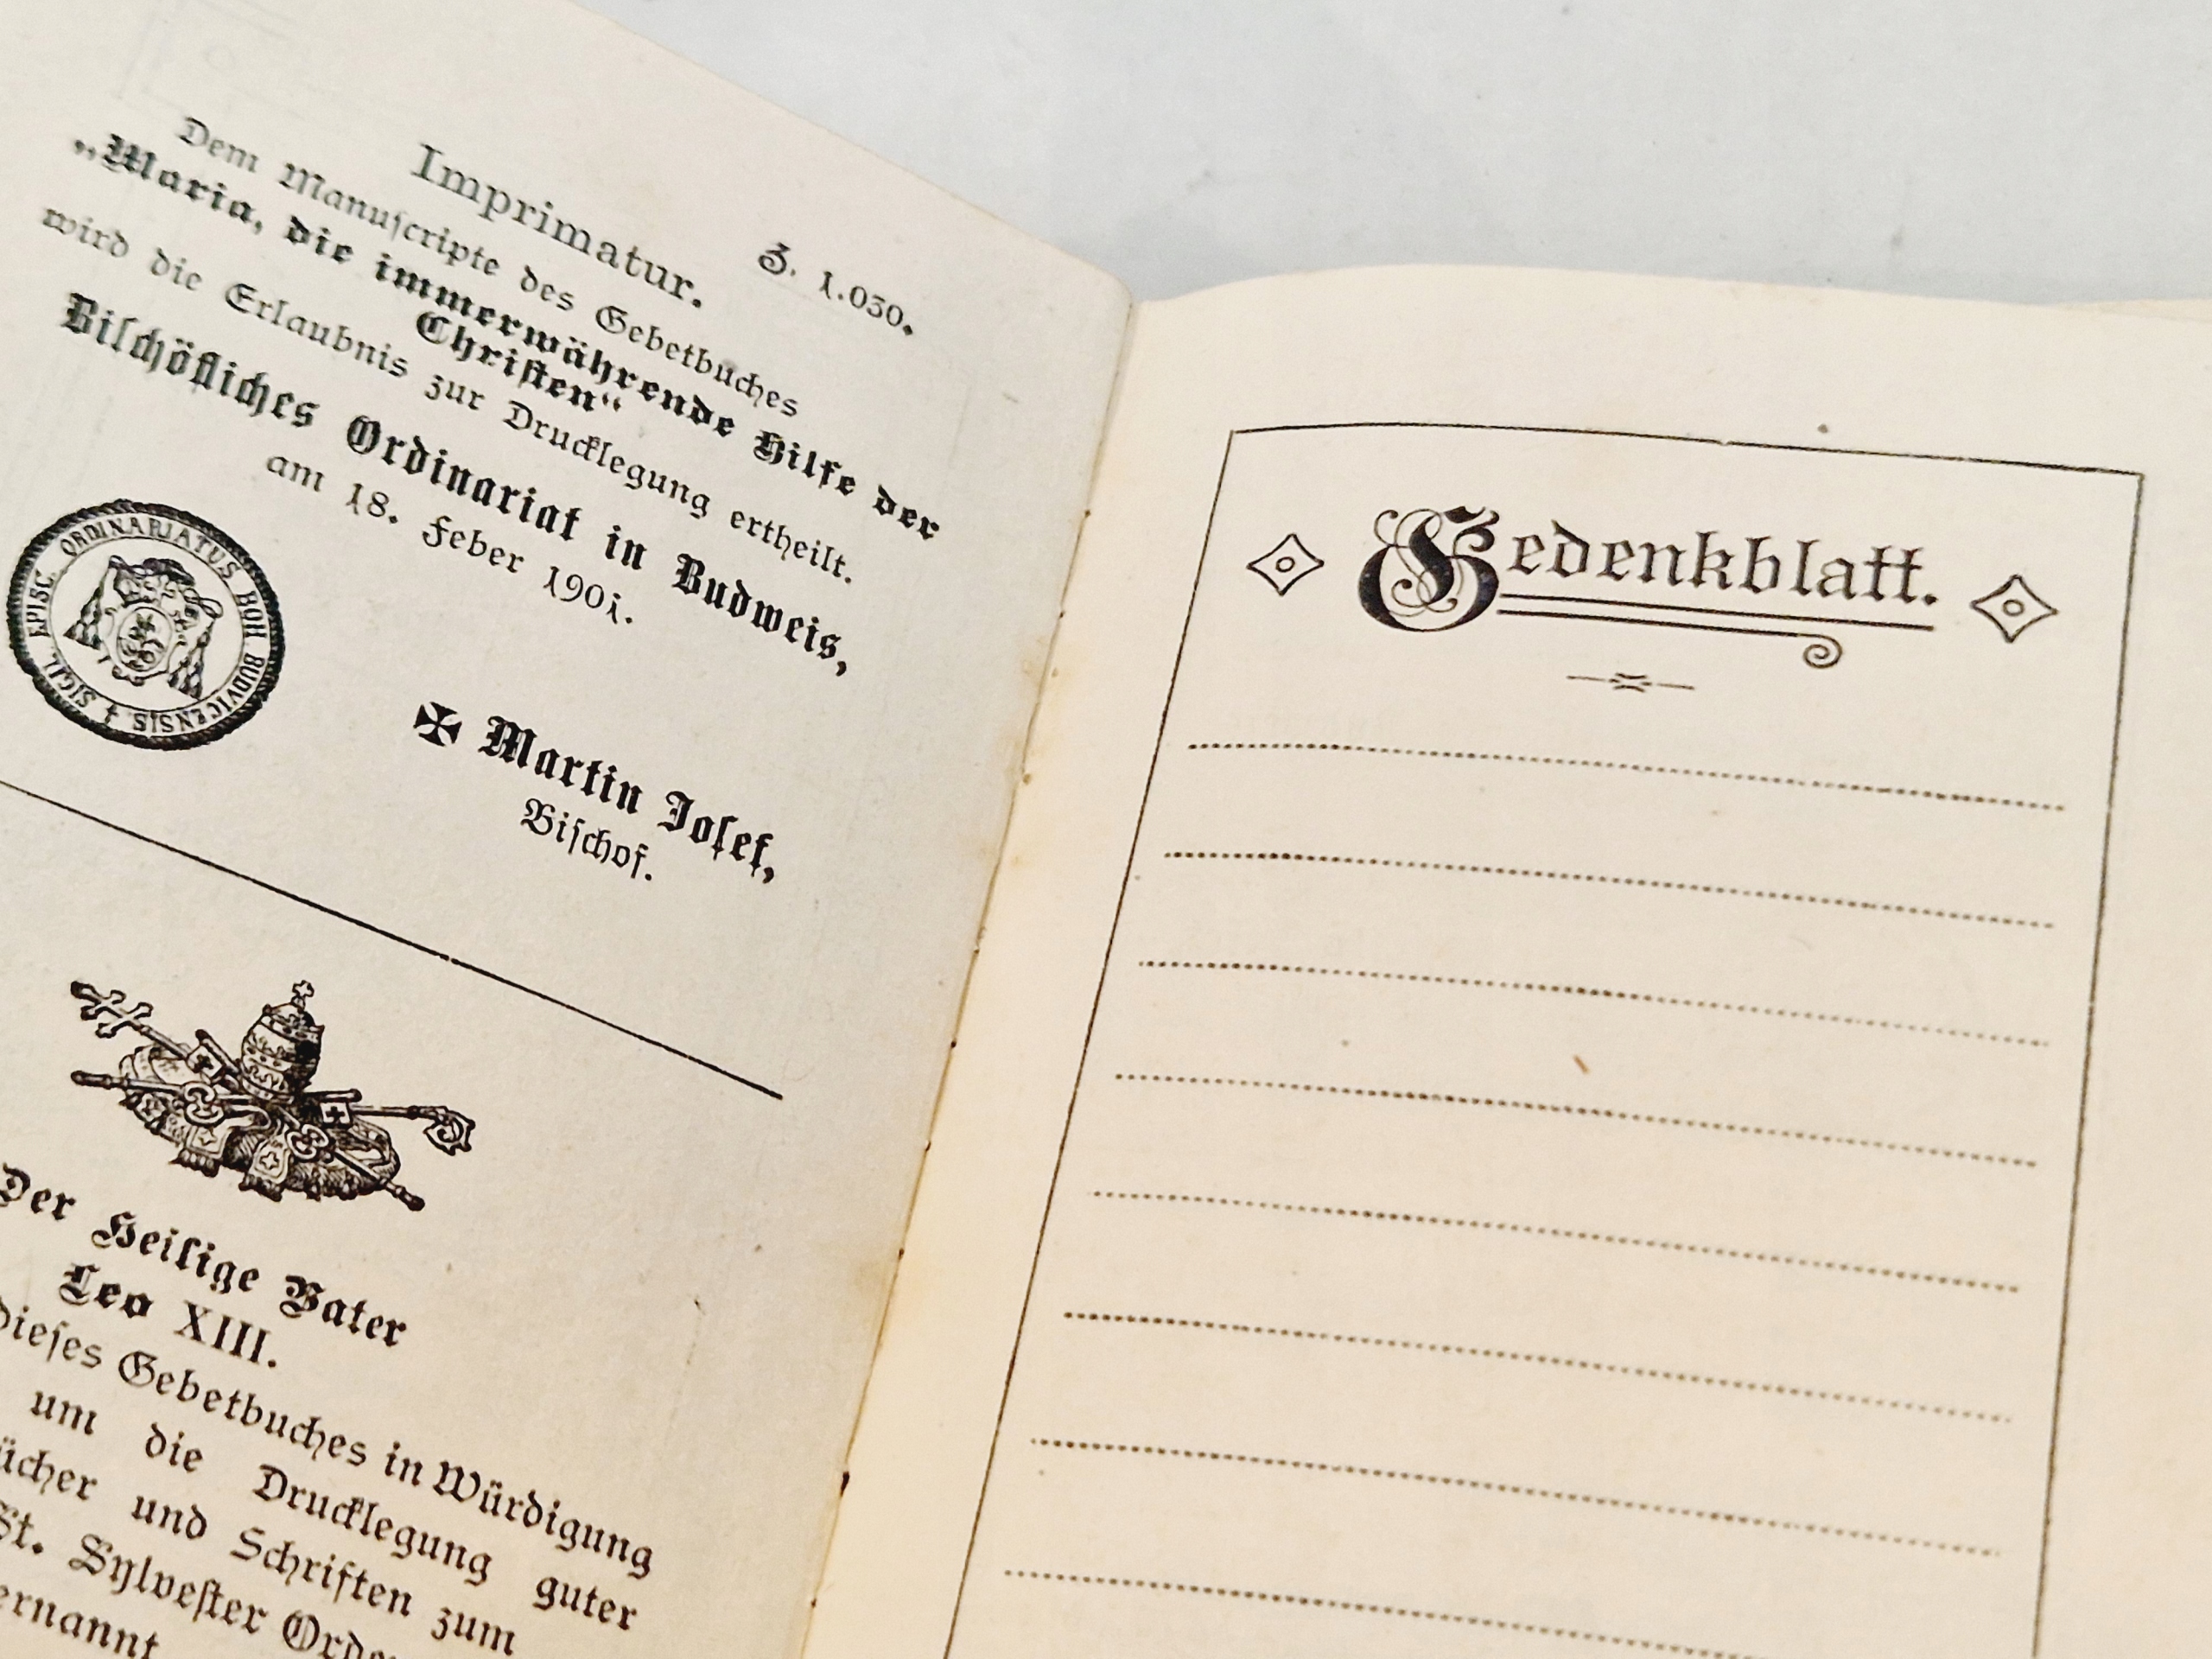 Imprimatur.
Z. 1.030.
Dem Manuſcripte des Gebetbuches
„Maria, die immerwährende Hilfe der
Chriſten“
wird die Erlaubnis zur Drucklegung ertheilt.
Biſchöfliches Ordinariat in Budweis,
am 18. Feber 1901.
SIGIL EPISC. ORDINARIATUS BOH BUDVICENSIS
✠ Martin Joſef,
Biſchof.
Der Heilige Vater
Leo XIII.
dieſes Gebetbuches in Würdigung
um die Drucklegung guter
und Schriften zum
St. Sylveſter
ernannt
Gedenkblatt.